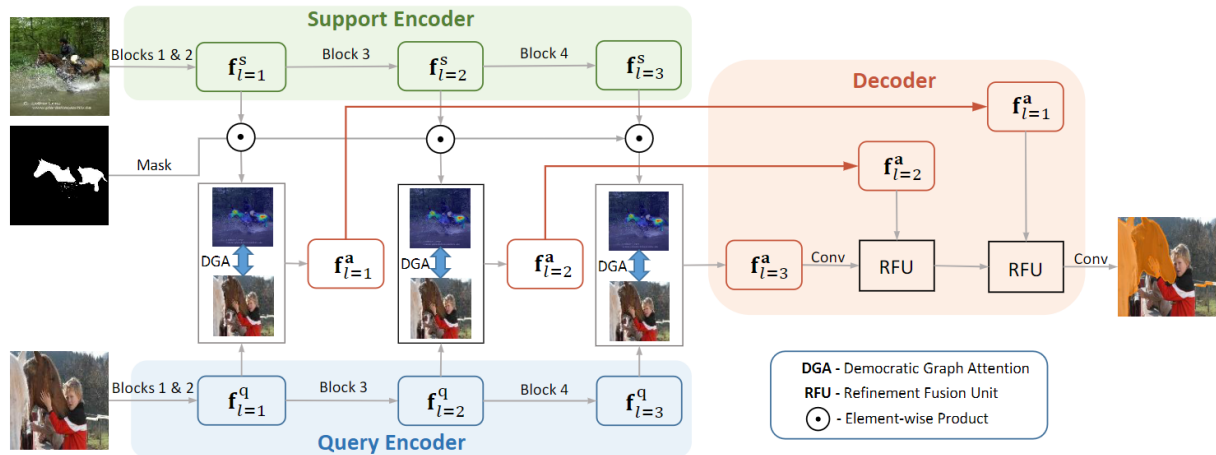 Support Encoder
Blocks 1 & 2
f^s_{l=1}
Block 3
f^s_{l=2}
Block 4
f^s_{l=3}
Decoder
f^a_{l=1}
Mask
f^a_{l=2}
DGA
f^a_{l=1}
DGA
f^a_{l=2}
DGA
f^a_{l=3}
Conv
RFU
RFU
Conv
Blocks 1 & 2
f^q_{l=1}
Block 3
f^q_{l=2}
Block 4
f^q_{l=3}
Query Encoder
DGA - Democratic Graph Attention
RFU - Refinement Fusion Unit
⊙ - Element-wise Product